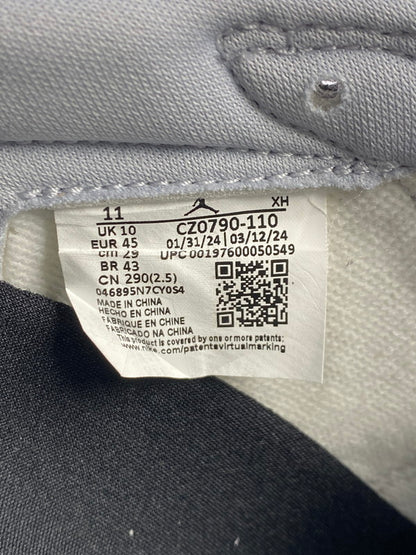 11 XH
UK 10 CZ0790-110
EUR 45 01/31/24 03/12/24
cm 29 UPC 00197600050549
BR 43
CN 290(2.5)
046895N7CY0S4
MADE IN CHINA
HECHO EN CHINA
FABRIQUE EN CHINE
FABRICADO NA CHINA
This product is covered by one or more patents:
www.nike.com/patentsvirtualmarking